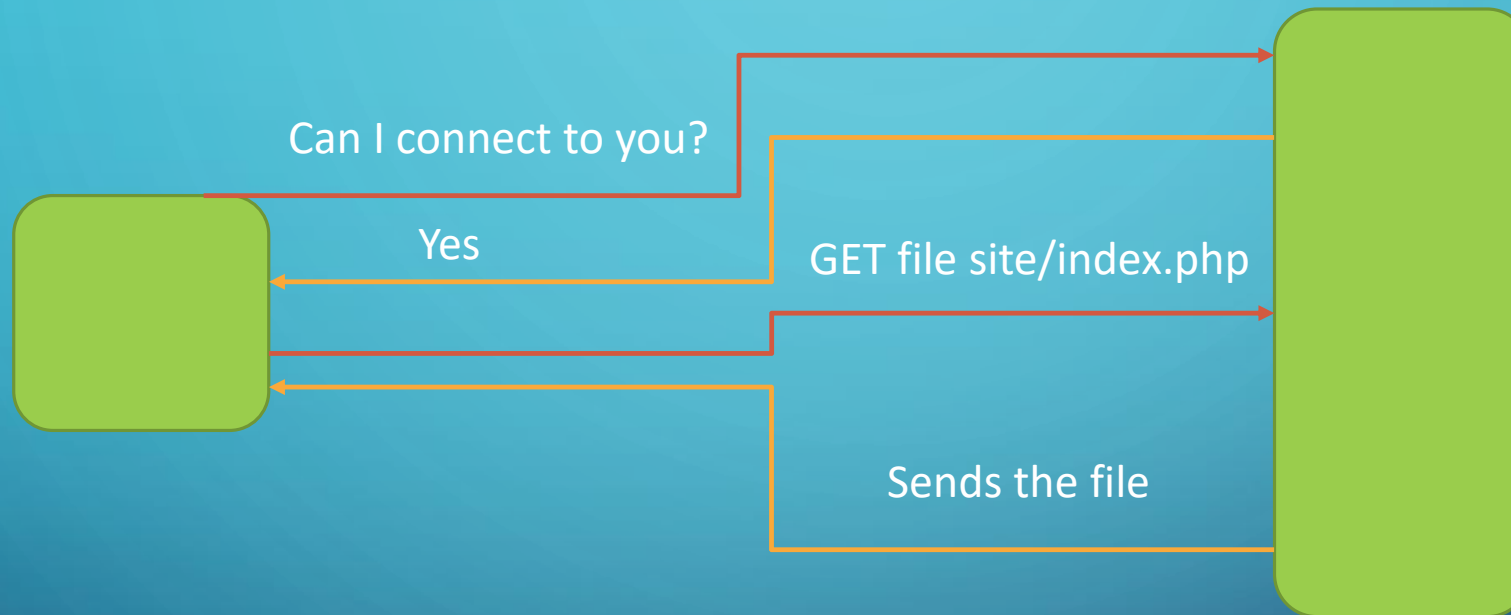 Can I connect to you?
Yes
GET file site/index.php
Sends the file